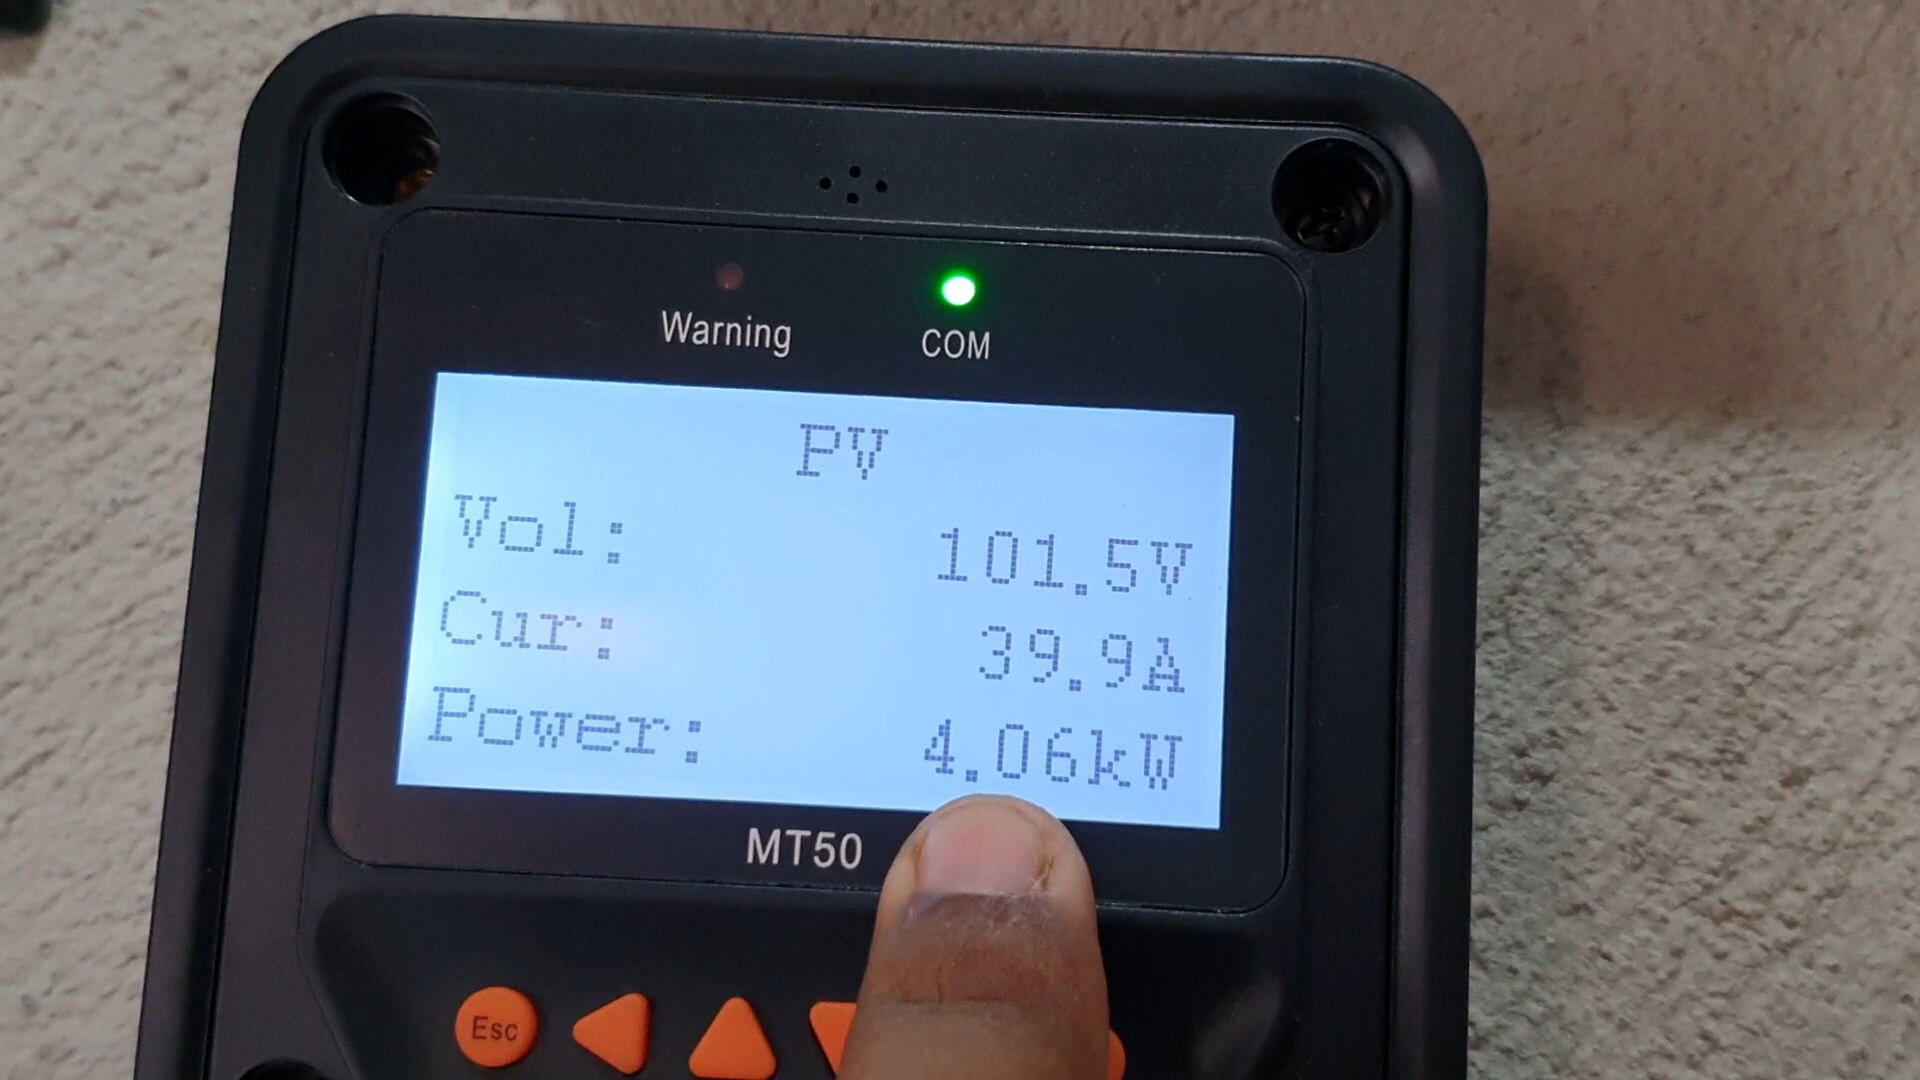 Warning COM
PV
Vol: 101.5V
Cur: 39.9A
Power: 4.06kW
MT50
Esc